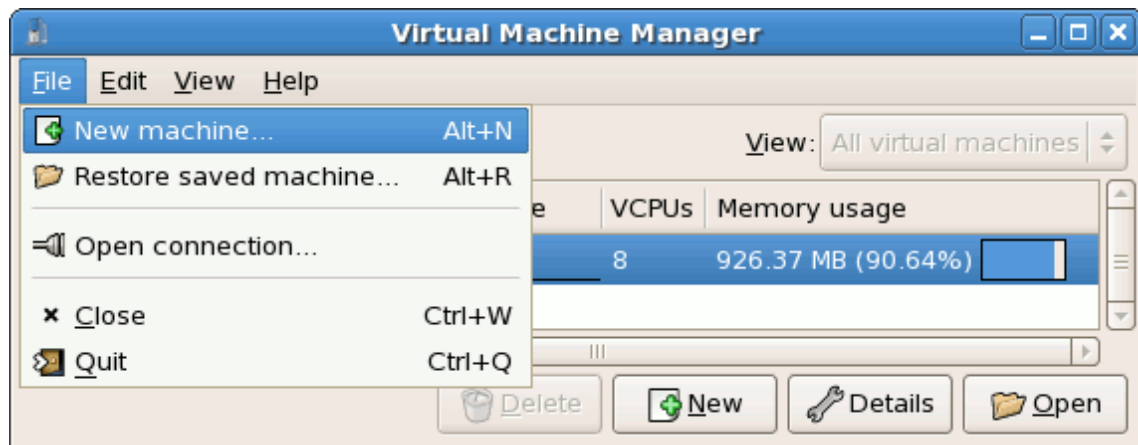 Virtual Machine Manager
File Edit View Help
New machine... Alt+N
Restore saved machine... Alt+R
Open connection...
Close Ctrl+W
Quit Ctrl+Q
View: All virtual machines
e VCPUs Memory usage
8 926.37 MB (90.64%)
Delete New Details Open